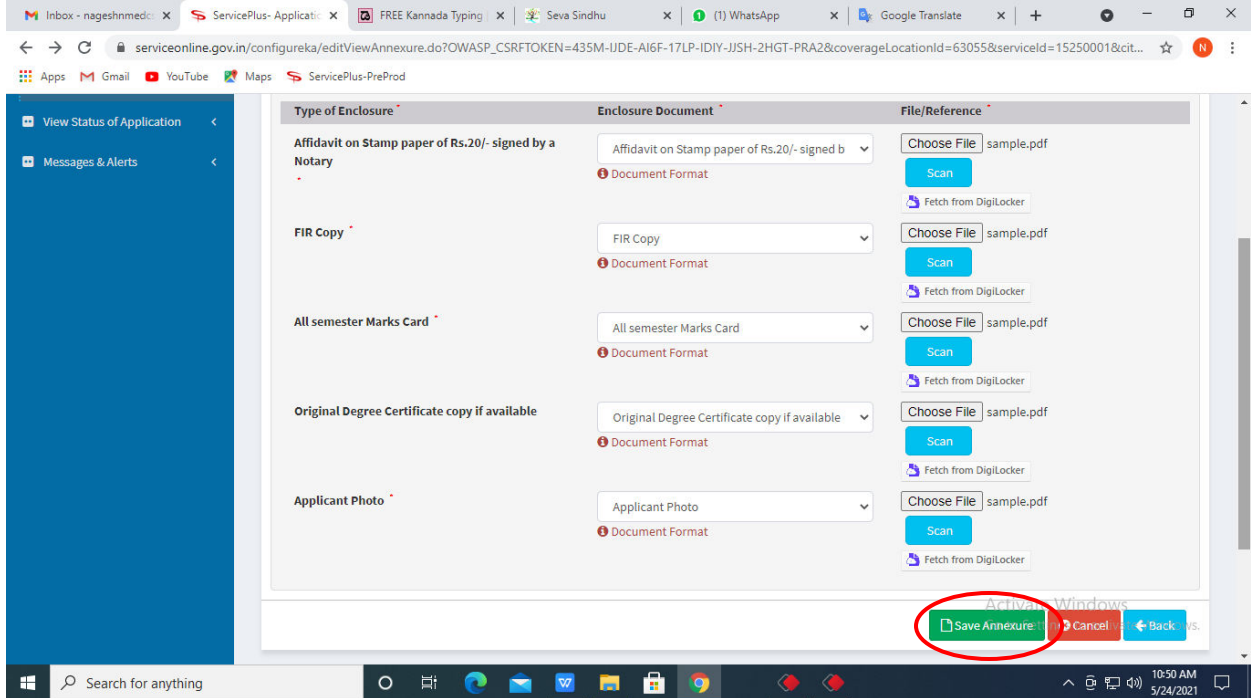 Inbox - nageshnmedc
ServicePlus- Applicatic
FREE Kannada Typing
Seva Sindhu
(1) WhatsApp
Google Translate
serviceonline.gov.in/configureka/editViewAnnexure.do?OWASP_CSRFTOKEN=435M-IJDE-AI6F-17LP-IDIY-JJSH-2HGT-PRA2&coverageLocationId=63055&serviceId=15250001&cit...
N
Apps Gmail YouTube Maps ServicePlus-PreProd
View Status of Application
Messages & Alerts
Type of Enclosure * Enclosure Document * File/Reference *
Affidavit on Stamp paper of Rs.20/- signed by a
Notary
*
Affidavit on Stamp paper of Rs.20/- signed b
Document Format
Choose File sample.pdf
Scan
Fetch from DigiLocker
FIR Copy *
FIR Copy
Document Format
Choose File sample.pdf
Scan
Fetch from DigiLocker
All semester Marks Card *
All semester Marks Card
Document Format
Choose File sample.pdf
Scan
Fetch from DigiLocker
Original Degree Certificate copy if available
Original Degree Certificate copy if available
Document Format
Choose File sample.pdf
Scan
Fetch from DigiLocker
Applicant Photo *
Applicant Photo
Document Format
Choose File sample.pdf
Scan
Fetch from DigiLocker
Activate Windows
Save Annexure Cancel Back
Search for anything
10:50 AM
5/24/2021